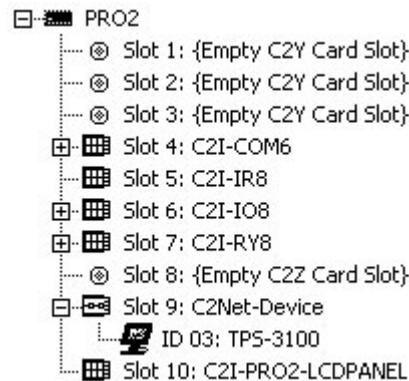 PRO2
Slot 1: {Empty C2Y Card Slot}
Slot 2: {Empty C2Y Card Slot}
Slot 3: {Empty C2Y Card Slot}
Slot 4: C2I-COM6
Slot 5: C2I-IR8
Slot 6: C2I-IO8
Slot 7: C2I-RY8
Slot 8: {Empty C2Z Card Slot}
Slot 9: C2Net-Device
ID 03: TPS-3100
Slot 10: C2I-PRO2-LCDPANEL